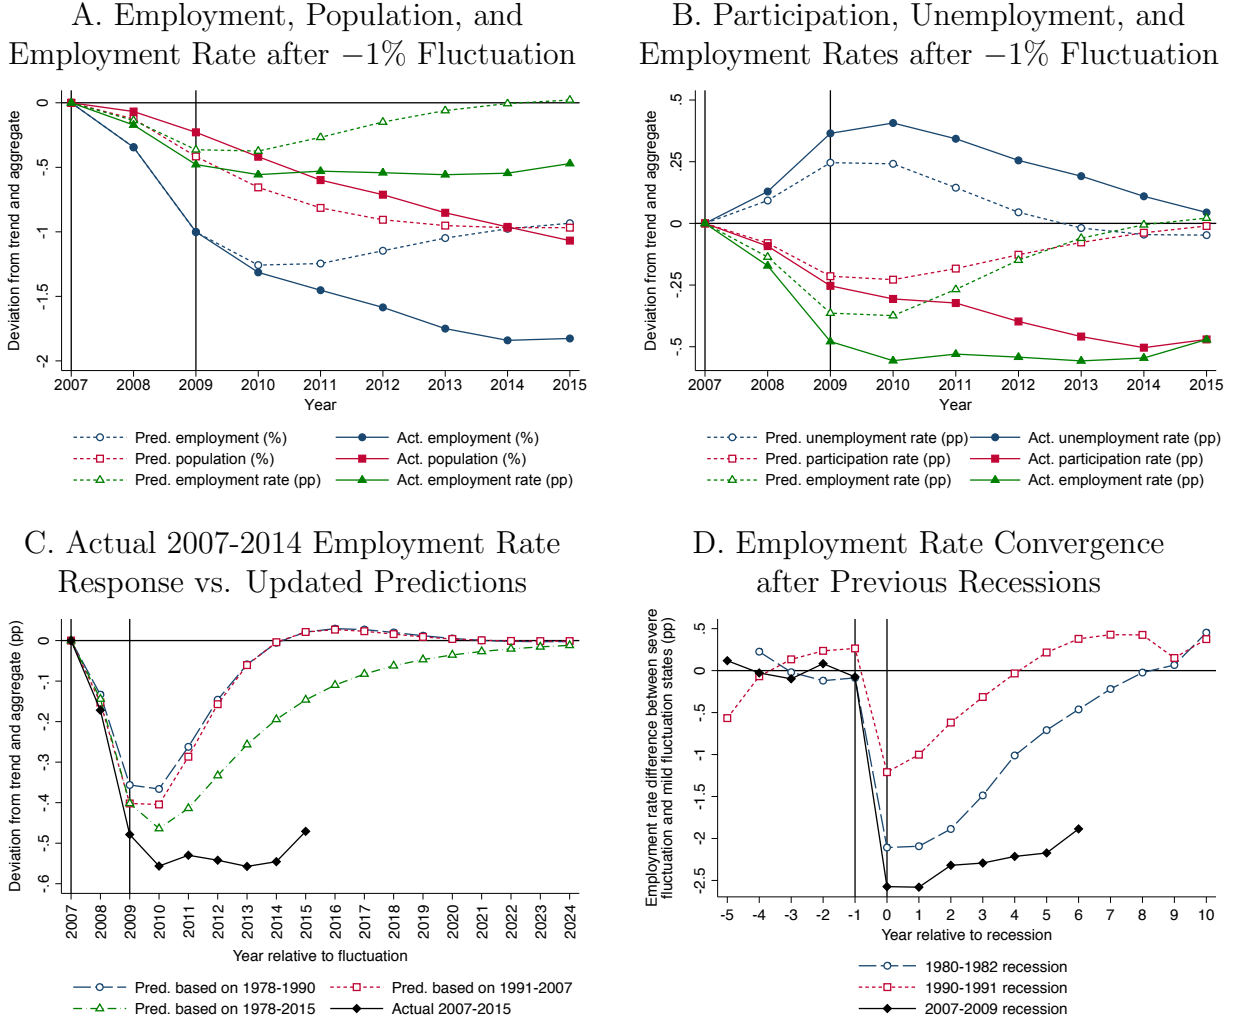 A. Employment, Population, and
Employment Rate after −1% Fluctuation
Deviation from trend and aggregate
0
-.5
-1
-1.5
-2
2007 2008 2009 2010 2011 2012 2013 2014 2015
Year
Pred. employment (%) Act. employment (%)
Pred. population (%) Act. population (%)
Pred. employment rate (pp) Act. employment rate (pp)
B. Participation, Unemployment, and
Employment Rates after −1% Fluctuation
Deviation from trend and aggregate
.5
.25
0
-.25
-.5
2007 2008 2009 2010 2011 2012 2013 2014 2015
Year
Pred. unemployment rate (pp) Act. unemployment rate (pp)
Pred. participation rate (pp) Act. participation rate (pp)
Pred. employment rate (pp) Act. employment rate (pp)
C. Actual 2007-2014 Employment Rate
Response vs. Updated Predictions
Deviation from trend and aggregate (pp)
0
-.1
-.2
-.3
-.4
-.5
-.6
2007 2008 2009 2010 2011 2012 2013 2014 2015 2016 2017 2018 2019 2020 2021 2022 2023 2024
Year relative to fluctuation
Pred. based on 1978-1990 Pred. based on 1991-2007
Pred. based on 1978-2015 Actual 2007-2015
D. Employment Rate Convergence
after Previous Recessions
Employment rate difference between severe
fluctuation and mild fluctuation states (pp)
.5
0
-.5
-1
-1.5
-2
-2.5
-5 -4 -3 -2 -1 0 1 2 3 4 5 6 7 8 9 10
Year relative to recession
1980-1982 recession
1990-1991 recession
2007-2009 recession